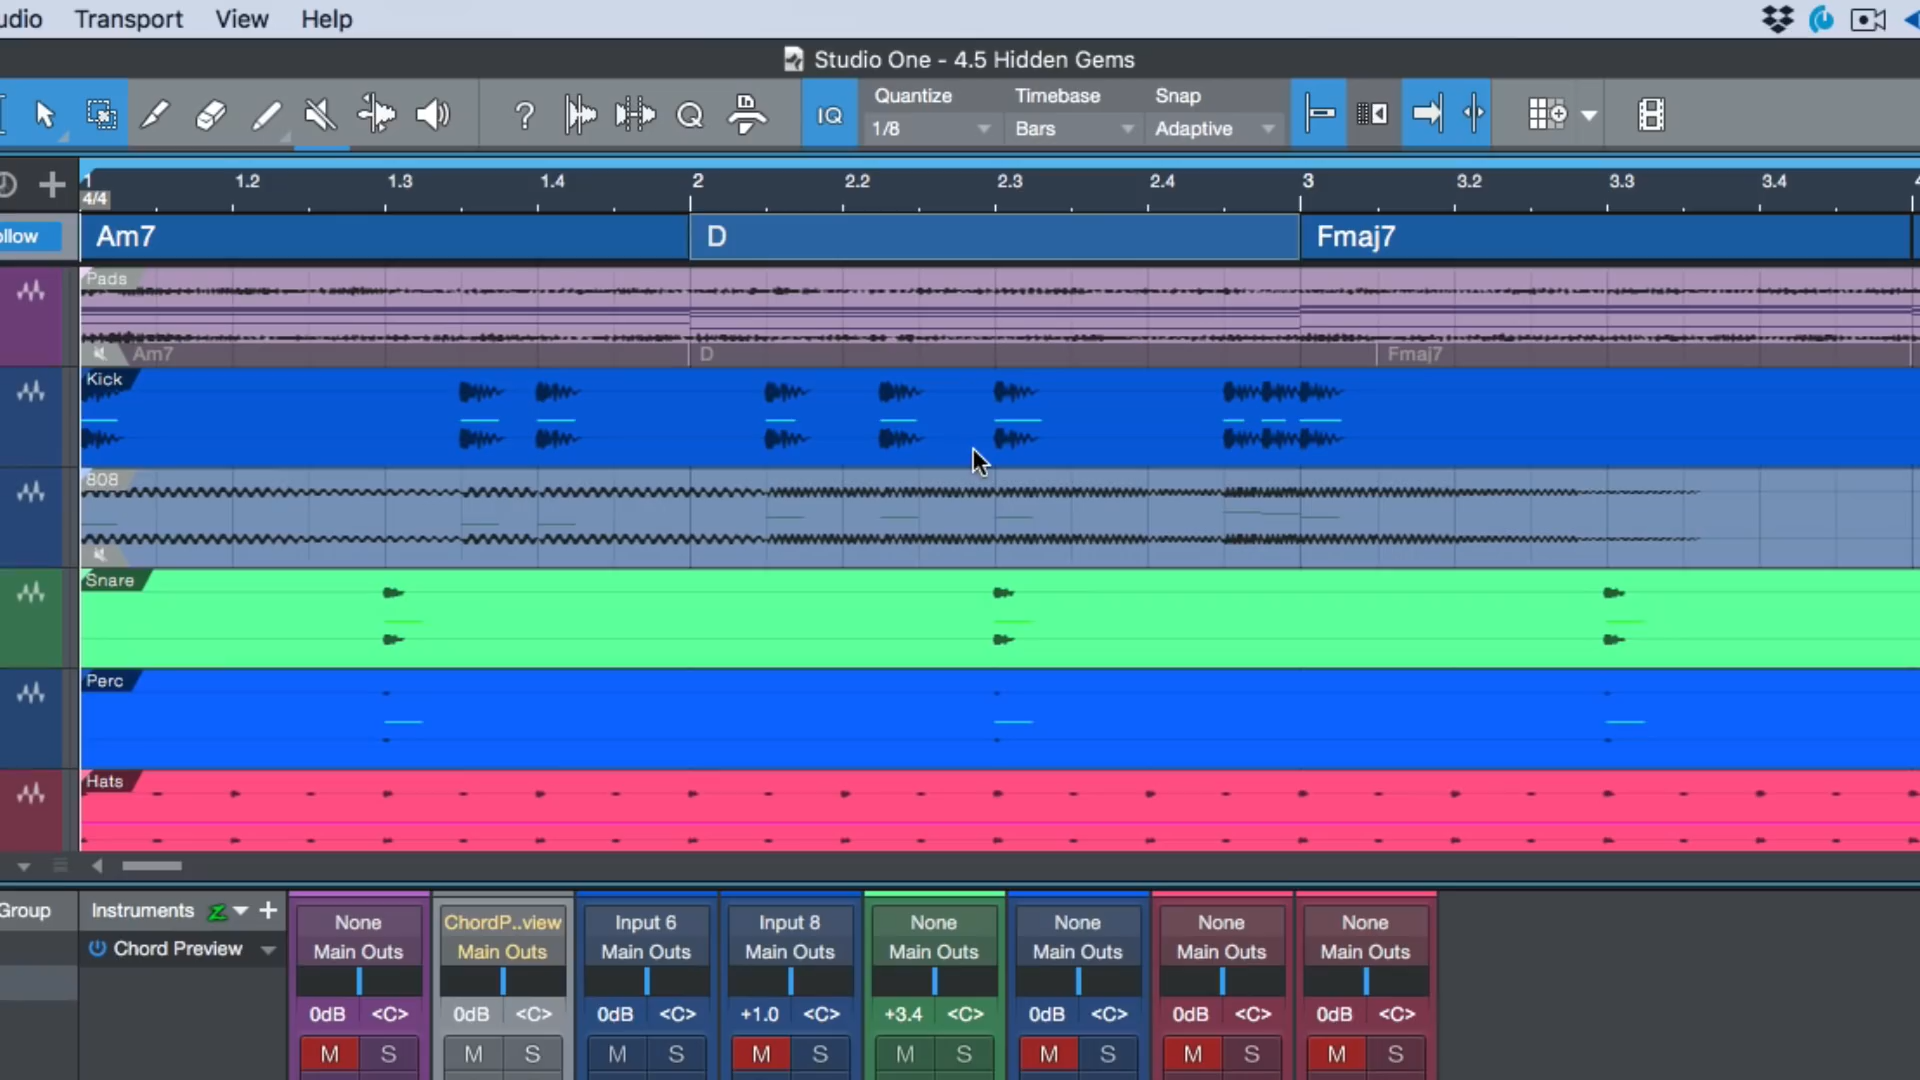 udio Transport View Help
Studio One - 4.5 Hidden Gems
? Q IQ
Quantize Timebase Snap
1/8 Bars Adaptive
1 1.2 1.3 1.4 2 2.2 2.3 2.4 3 3.2 3.3 3.4 4
4/4
ollow Am7 D Fmaj7
Pads
Am7 D Fmaj7
Kick
808
Snare
Perc
Hats
Group Instruments
Chord Preview
None ChordP..view Input 6 Input 8 None None None None
Main Outs Main Outs Main Outs Main Outs Main Outs Main Outs Main Outs Main Outs
0dB <C> 0dB <C> 0dB <C> +1.0 <C> +3.4 <C> 0dB <C> 0dB <C> 0dB <C>
M S M S M S M S M S M S M S M S